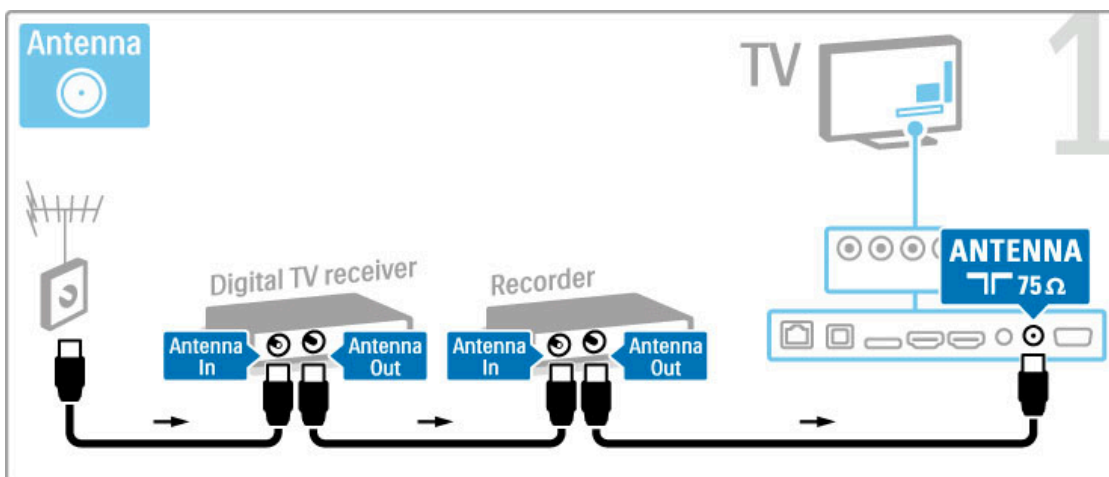 Antenna
TV
1
Digital TV receiver
Recorder
ANTENNA
75 Ω
Antenna
In
Antenna
Out
Antenna
In
Antenna
Out